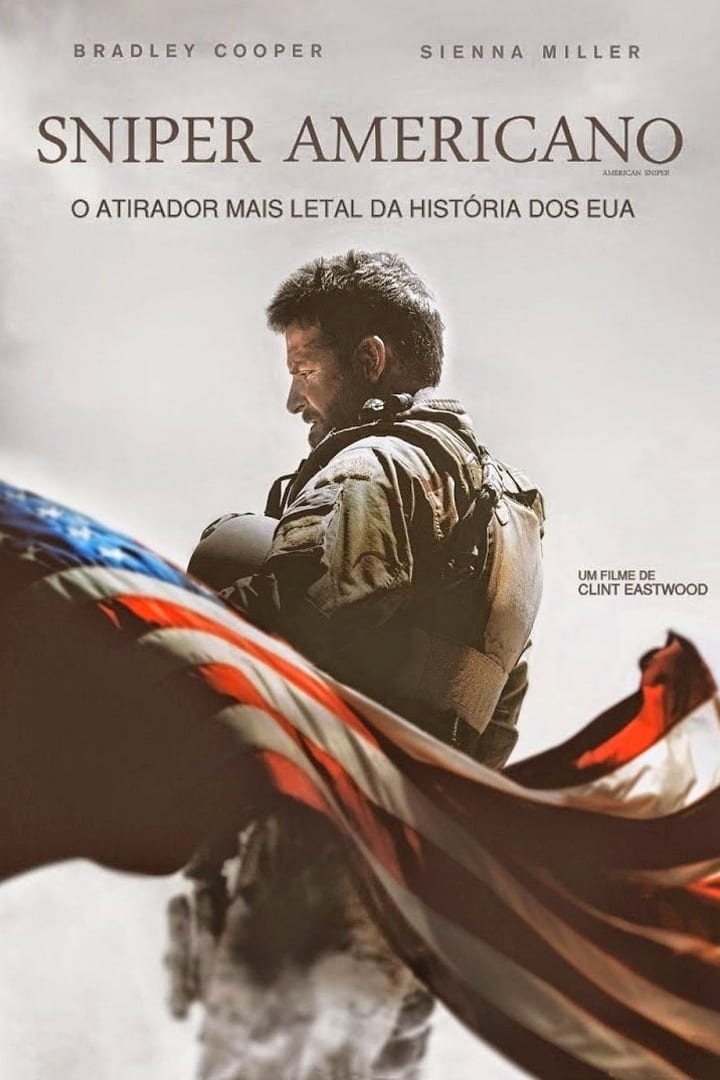 BRADLEY COOPER SIENNA MILLER
SNIPER AMERICANO
AMERICAN SNIPER
O ATIRADOR MAIS LETAL DA HISTÓRIA DOS EUA
UM FILME DE
CLINT EASTWOOD